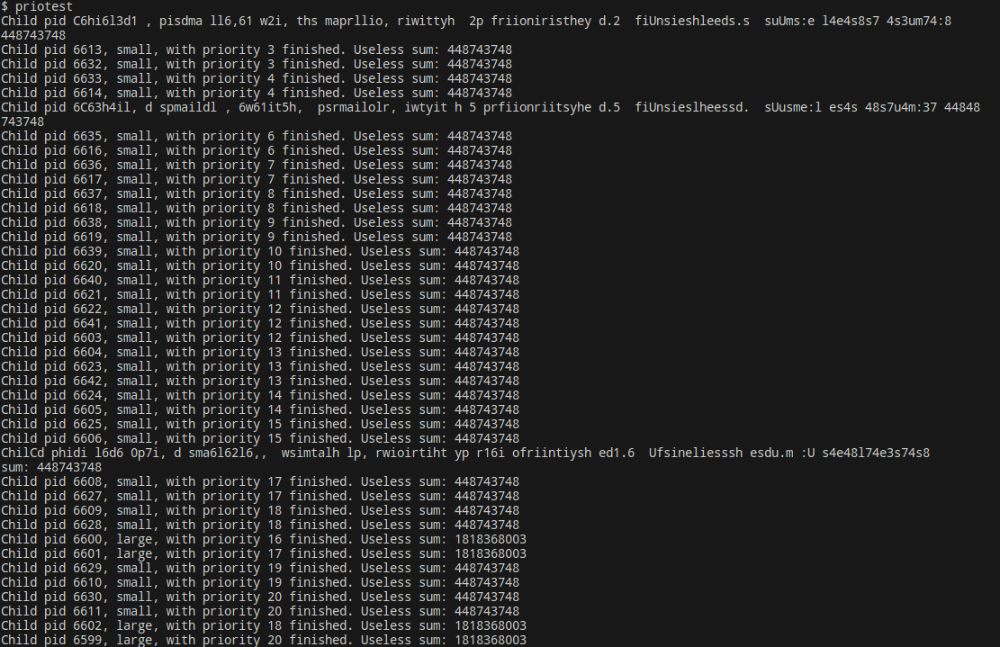 $ priotest
Child pid C6hi6l3d1 , pisdma ll6,61 w2i, ths maprllio, riwittyh  2p friioniristhey d.2  fiUnsieshleeds.s  suUms:e l4e4s8s7 4s3um74:8
448743748
Child pid 6613, small, with priority 3 finished. Useless sum: 448743748
Child pid 6632, small, with priority 3 finished. Useless sum: 448743748
Child pid 6633, small, with priority 4 finished. Useless sum: 448743748
Child pid 6614, small, with priority 4 finished. Useless sum: 448743748
Child pid 6C63h4il, d spmaildl , 6w61it5h,  psrmailolr, iwtyit h 5 prfiionriitsyhe d.5  fiUnsieslheessd.  sUusme:l es4s 48s7u4m:37 44848
743748
Child pid 6635, small, with priority 6 finished. Useless sum: 448743748
Child pid 6616, small, with priority 6 finished. Useless sum: 448743748
Child pid 6636, small, with priority 7 finished. Useless sum: 448743748
Child pid 6617, small, with priority 7 finished. Useless sum: 448743748
Child pid 6637, small, with priority 8 finished. Useless sum: 448743748
Child pid 6618, small, with priority 8 finished. Useless sum: 448743748
Child pid 6638, small, with priority 9 finished. Useless sum: 448743748
Child pid 6619, small, with priority 9 finished. Useless sum: 448743748
Child pid 6639, small, with priority 10 finished. Useless sum: 448743748
Child pid 6620, small, with priority 10 finished. Useless sum: 448743748
Child pid 6640, small, with priority 11 finished. Useless sum: 448743748
Child pid 6621, small, with priority 11 finished. Useless sum: 448743748
Child pid 6622, small, with priority 12 finished. Useless sum: 448743748
Child pid 6641, small, with priority 12 finished. Useless sum: 448743748
Child pid 6603, small, with priority 12 finished. Useless sum: 448743748
Child pid 6604, small, with priority 13 finished. Useless sum: 448743748
Child pid 6623, small, with priority 13 finished. Useless sum: 448743748
Child pid 6642, small, with priority 13 finished. Useless sum: 448743748
Child pid 6624, small, with priority 14 finished. Useless sum: 448743748
Child pid 6605, small, with priority 14 finished. Useless sum: 448743748
Child pid 6625, small, with priority 15 finished. Useless sum: 448743748
Child pid 6606, small, with priority 15 finished. Useless sum: 448743748
ChilCd phidi l6d6 0p7i, d sma6l62l6,,  wsimtalh lp, rwioirtiht yp r16i ofriintiysh ed1.6  Ufsineliesssh esdu.m :U s4e48l74e3s74s8
sum: 448743748
Child pid 6608, small, with priority 17 finished. Useless sum: 448743748
Child pid 6627, small, with priority 17 finished. Useless sum: 448743748
Child pid 6609, small, with priority 18 finished. Useless sum: 448743748
Child pid 6628, small, with priority 18 finished. Useless sum: 448743748
Child pid 6600, large, with priority 16 finished. Useless sum: 1818368003
Child pid 6601, large, with priority 17 finished. Useless sum: 1818368003
Child pid 6629, small, with priority 19 finished. Useless sum: 448743748
Child pid 6610, small, with priority 19 finished. Useless sum: 448743748
Child pid 6630, small, with priority 20 finished. Useless sum: 448743748
Child pid 6611, small, with priority 20 finished. Useless sum: 448743748
Child pid 6602, large, with priority 18 finished. Useless sum: 1818368003
Child pid 6599, large, with priority 20 finished. Useless sum: 1818368003